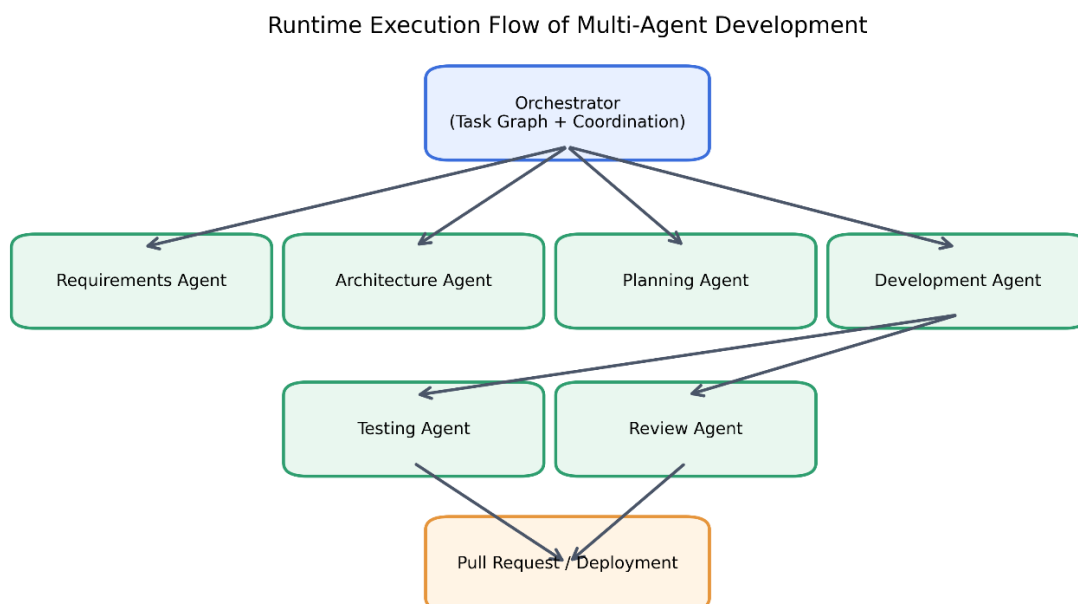 Runtime Execution Flow of Multi-Agent Development
Orchestrator
(Task Graph + Coordination)
Requirements Agent
Architecture Agent
Planning Agent
Development Agent
Testing Agent
Review Agent
Pull Request / Deployment